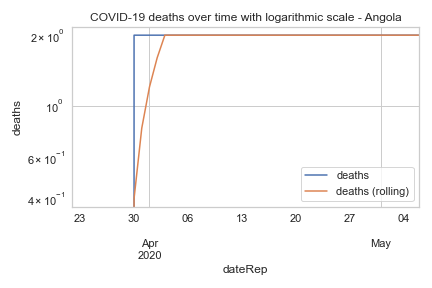 COVID-19 deaths over time with logarithmic scale - Angola
2 × 10⁰
10⁰
6 × 10⁻¹
4 × 10⁻¹
deaths
deaths
deaths (rolling)
23 30 06 13 20 27 04
Apr May
2020
dateRep